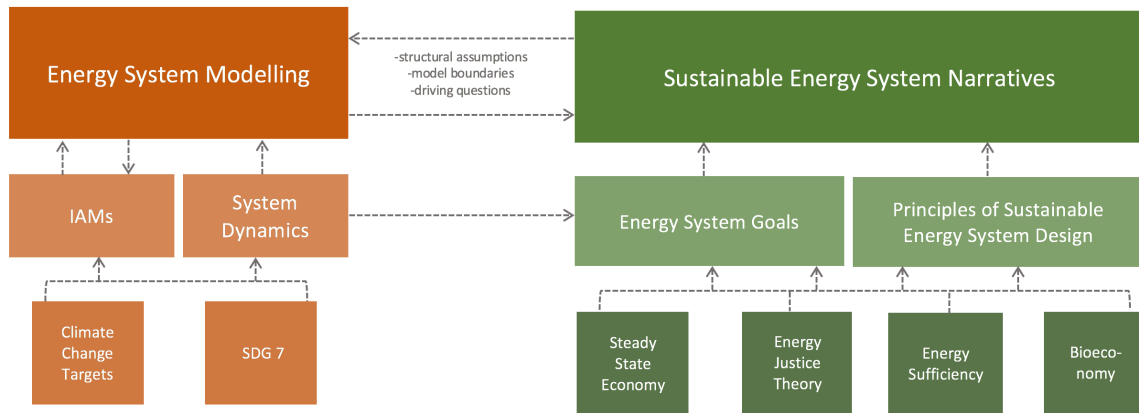 Energy System Modelling
-structural assumptions
-model boundaries
-driving questions
Sustainable Energy System Narratives
IAMs
System
Dynamics
Energy System Goals
Principles of Sustainable
Energy System Design
Climate
Change
Targets
SDG 7
Steady
State
Economy
Energy
Justice
Theory
Energy
Sufficiency
Bioeco-
nomy